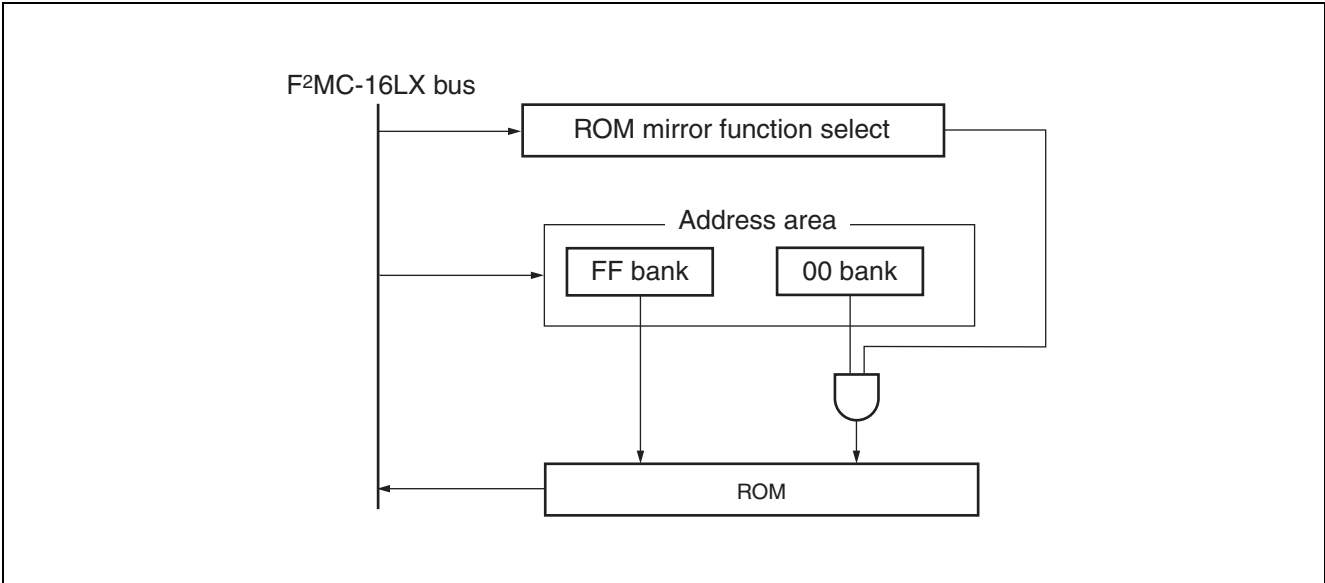 F²MC-16LX bus
ROM mirror function select
Address area
FF bank
00 bank
ROM